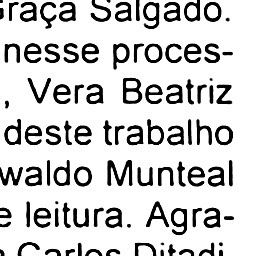 Graça Salgado.
nesse proces-
, Vera Beatriz
deste trabalho
waldo Munteal
e leitura. Agra-
n Carlos Ditadi,